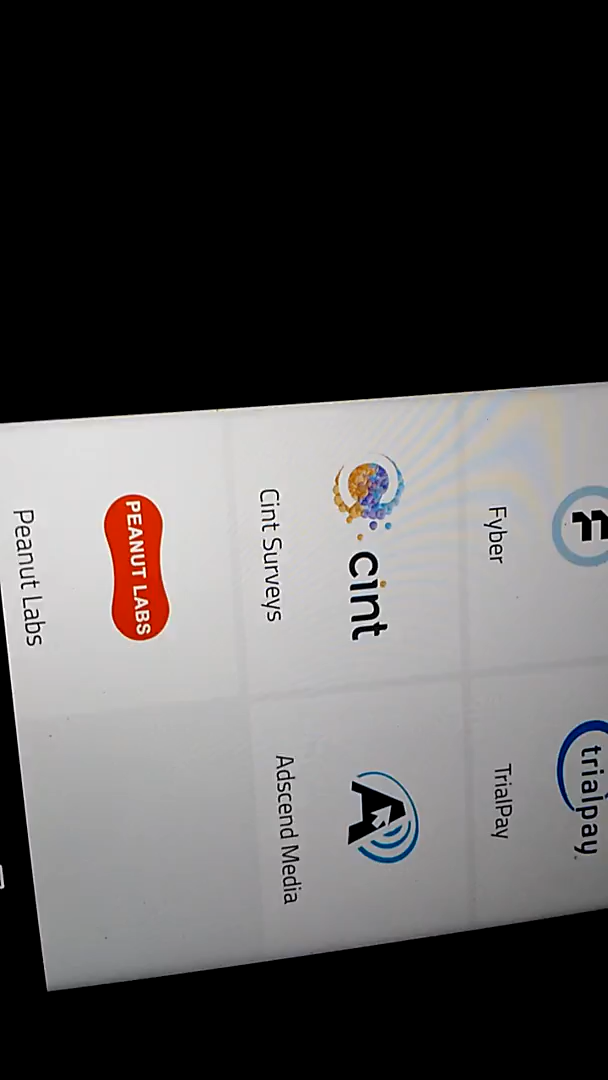 F
trialpay
Fyber
TrialPay
cint
A
Cint Surveys
Adscend Media
PEANUT LABS
Peanut Labs